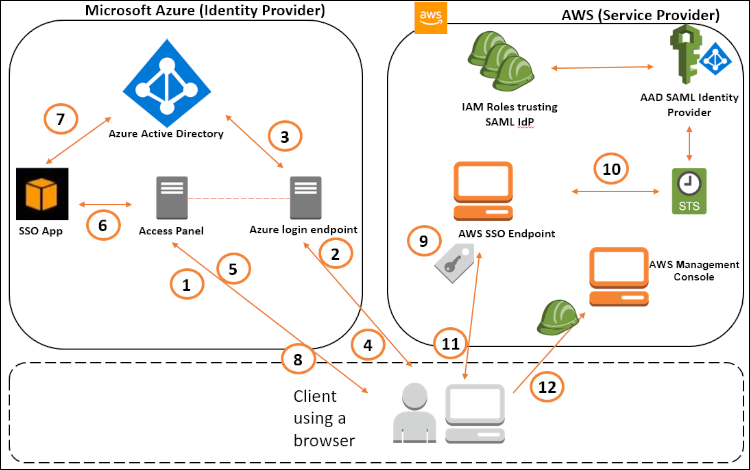 Microsoft Azure (Identity Provider)
aws
AWS (Service Provider)
IAM Roles trusting
SAML IdP
AAD SAML Identity
Provider
7
Azure Active Directory
3
10
STS
SSO App
6
Access Panel
Azure login endpoint
9
AWS SSO Endpoint
2
5
1
AWS Management
Console
8
4
11
12
Client
using a
browser